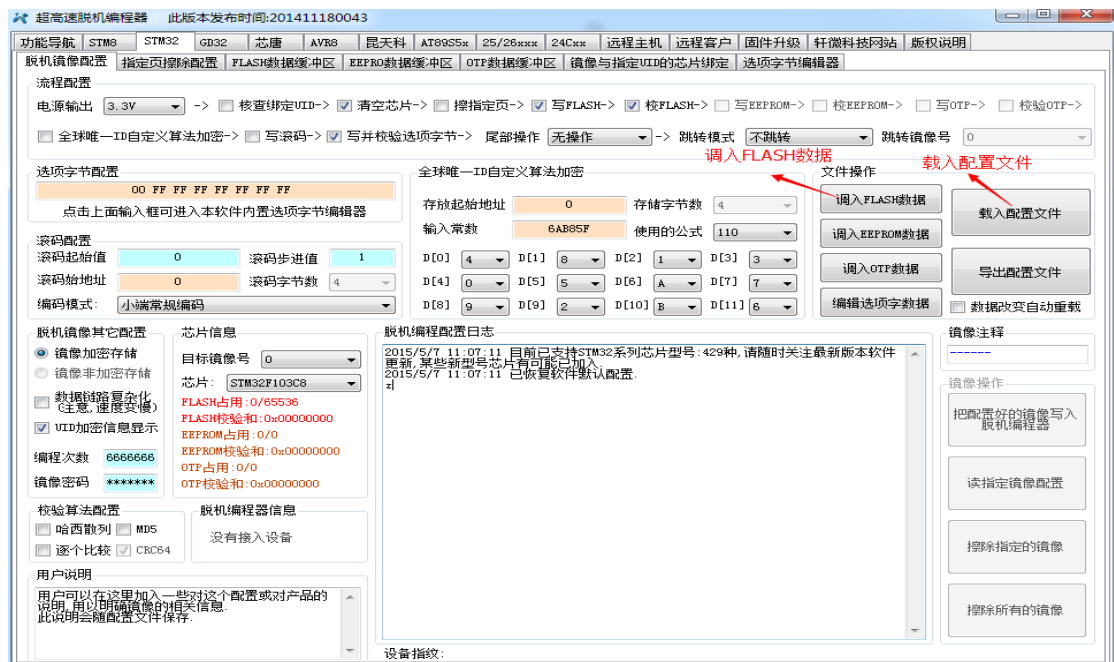 超高速脱机编程器 此版本发布时间:201411180043
功能导航 STM8 STM32 GD32 芯唐 AVR8 昆天科 AT89S5x 25/26xxx 24Cxx 远程主机 远程客户 固件升级 轩微科技网站 版权说明
脱机镜像配置 指定页擦除配置 FLASH数据缓冲区 EEPRO数据缓冲区 OTP数据缓冲区 镜像与指定UID的芯片绑定 选项字节编辑器
流程配置
电源输出 3.3V -> 核查绑定UID-> 清空芯片-> 擦指定页-> 写FLASH-> 校FLASH-> 写EEPROM-> 校EEPROM-> 写OTP-> 校验OTP->
全球唯一ID自定义算法加密-> 写滚码-> 写并校验选项字节-> 尾部操作 无操作 -> 跳转模式 不跳转 跳转镜像号 0
调入FLASH数据 载入配置文件
选项字节配置
00 FF FF FF FF FF FF FF
点击上面输入框可进入本软件内置选项字节编辑器
滚码配置
滚码起始值 0 滚码步进值 1
滚码始地址 0 滚码字节数 4
编码模式: 小端常规编码
全球唯一ID自定义算法加密
存放起始地址 0 存储字节数 4
输入常数 6AB85F 使用的公式 110
D[0] 4 D[1] 8 D[2] 1 D[3] 3
D[4] 0 D[5] 5 D[6] A D[7] 7
D[8] 9 D[9] 2 D[10] B D[11] 6
文件操作
调入FLASH数据
调入EEPROM数据
调入OTP数据
编辑选项字数据
载入配置文件
导出配置文件
数据改变自动重载
脱机镜像其它配置
镜像加密存储
镜像非加密存储
数据链路复杂化
(注意,速度变慢)
UID加密信息显示
编程次数 6666666
镜像密码 *******
芯片信息
目标镜像号 0
芯片: STM32F103C8
FLASH占用:0/65536
FLASH校验和:0x00000000
EEPROM占用:0/0
EEPROM校验和:0x00000000
OTP占用:0/0
OTP校验和:0x00000000
脱机编程配置日志
2015/5/7 11:07:11 目前已支持STM32系列芯片型号:429种,请随时关注最新版本软件
更新,某些新型号芯片有可能已加入.
2015/5/7 11:07:11 已恢复软件默认配置.
z
镜像注释
------
镜像操作
把配置好的镜像写入
脱机编程器
读指定镜像配置
擦除指定的镜像
擦除所有的镜像
校验算法配置
哈西散列 MD5
逐个比较 CRC64
脱机编程器信息
没有接入设备
用户说明
用户可以在这里加入一些对这个配置或对产品的
说明,用以明确镜像的相关信息.
此说明会随配置文件保存.
设备指纹: